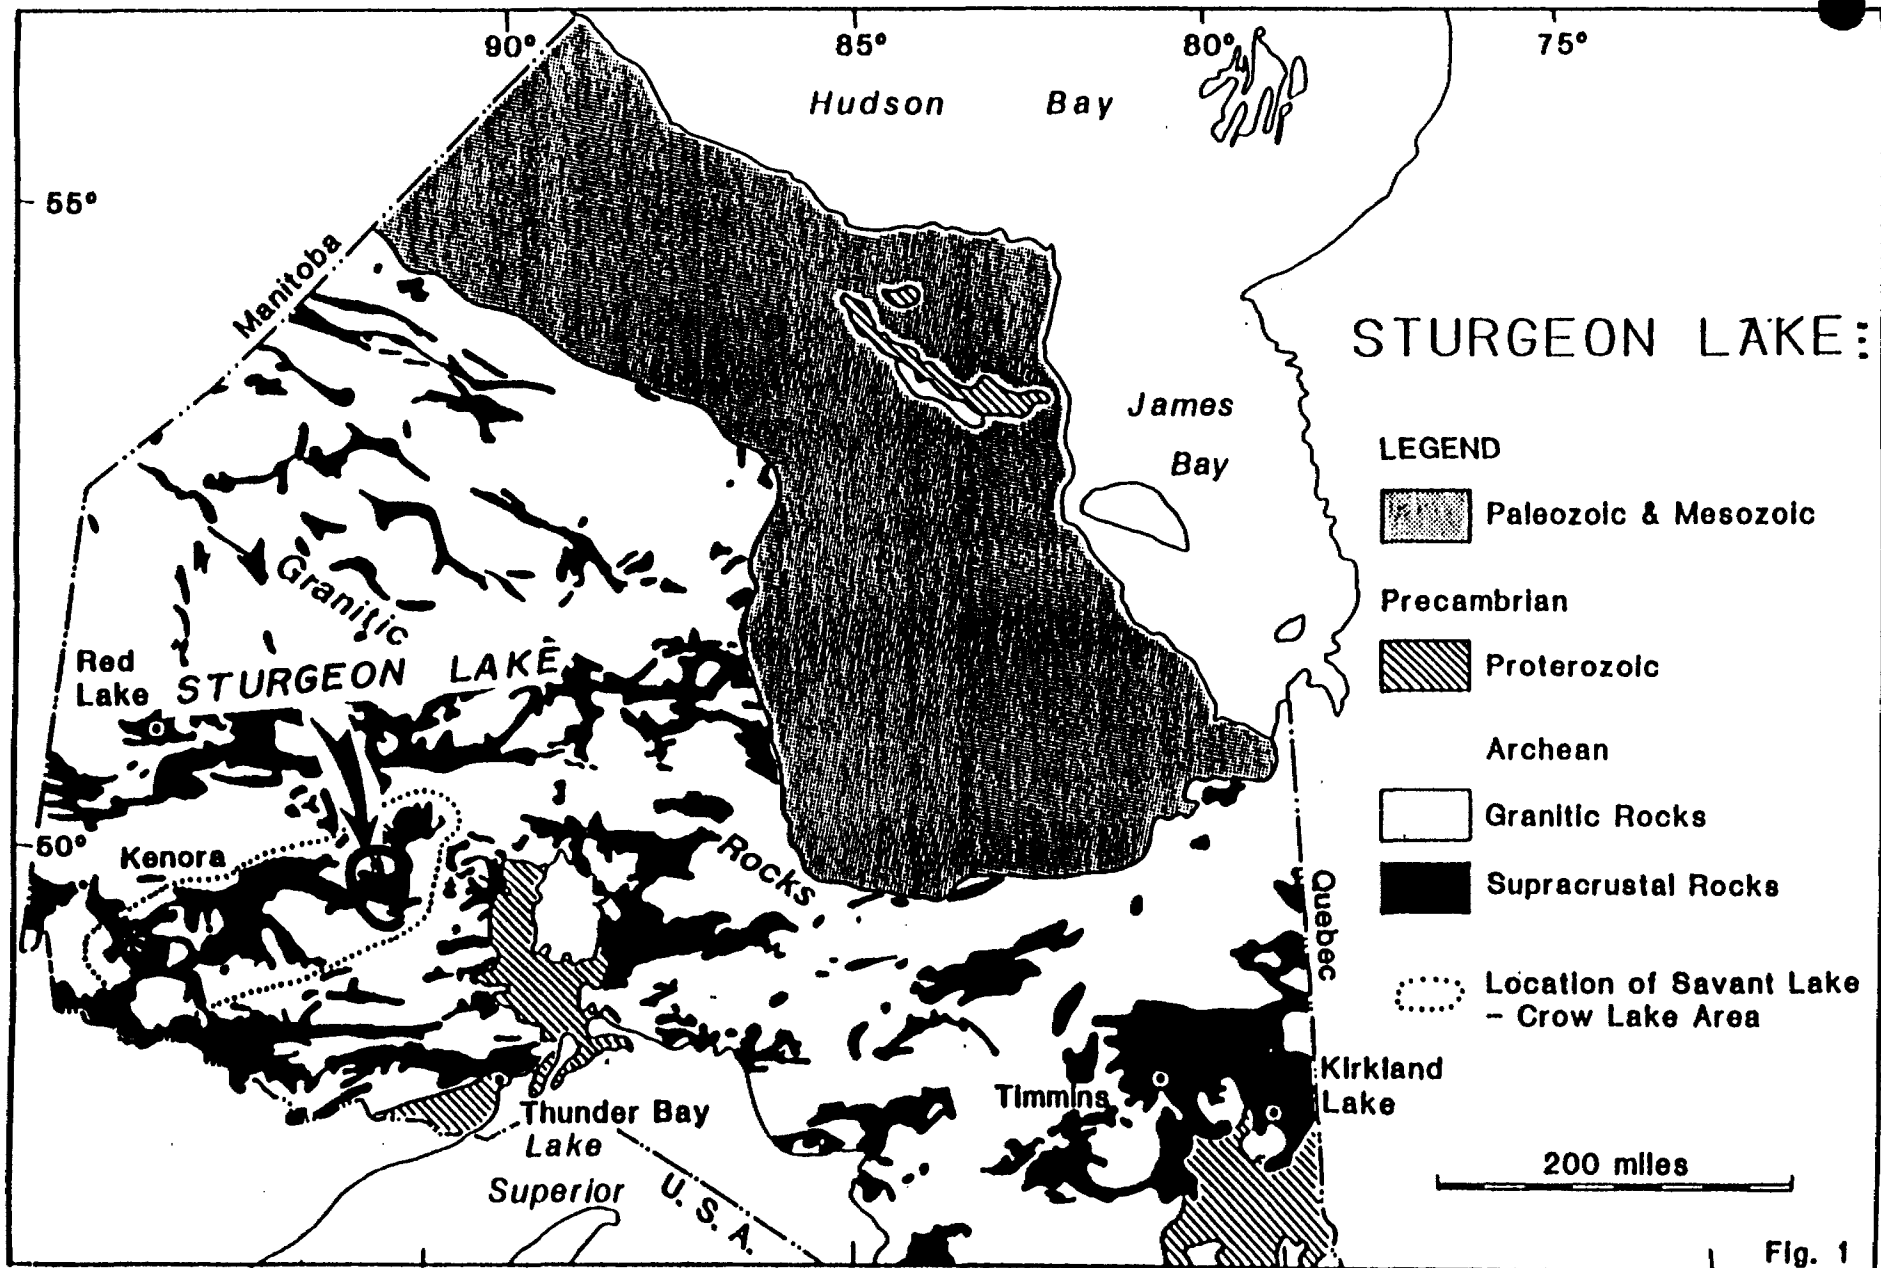 90° 85° 80° 75°
Hudson Bay
55°
Manitoba
STURGEON LAKE:
James
Bay
LEGEND
Paleozoic & Mesozoic
Precambrian
Proterozoic
Archean
Granitic Rocks
Supracrustal Rocks
Location of Savant Lake
– Crow Lake Area
Granitic
Rocks
Red
Lake
STURGEON LAKE
50°
Kenora
Quebec
Timmins
Kirkland
Lake
Thunder Bay
Lake
Superior
U. S. A.
200 miles
Fig. 1